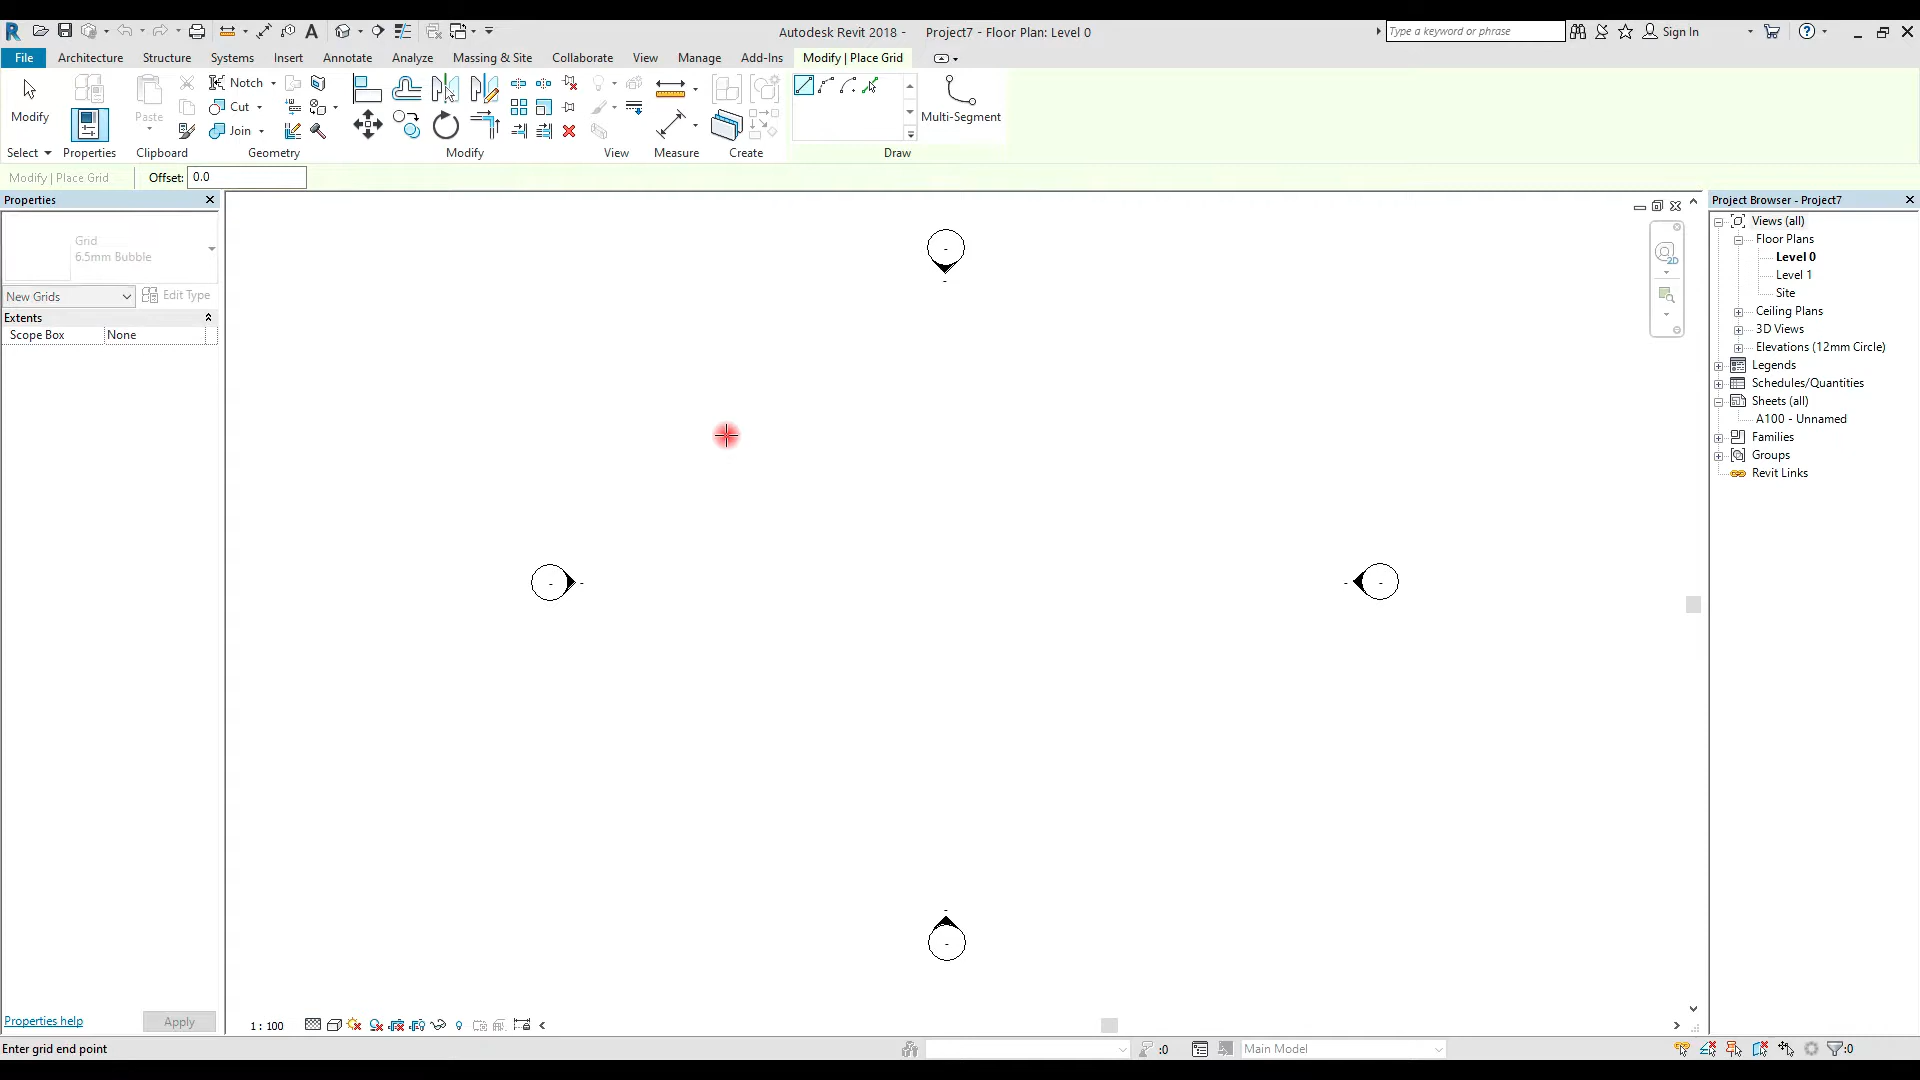 Autodesk Revit 2018 - Project7 - Floor Plan: Level 0
Type a keyword or phrase
Sign In
File Architecture Structure Systems Insert Annotate Analyze Massing & Site Collaborate View Manage Add-Ins Modify | Place Grid
Modify
Paste
Notch
Cut
Join
Multi-Segment
Select Properties Clipboard Geometry Modify View Measure Create Draw
Modify | Place Grid Offset: 0.0
Properties
Grid
6.5mm Bubble
New Grids Edit Type
Extents
Scope Box None
Properties help Apply
2D
Project Browser - Project7
Views (all)
Floor Plans
Level 0
Level 1
Site
Ceiling Plans
3D Views
Elevations (12mm Circle)
Legends
Schedules/Quantities
Sheets (all)
A100 - Unnamed
Families
Groups
Revit Links
1 : 100
Enter grid end point
:0
Main Model
:0